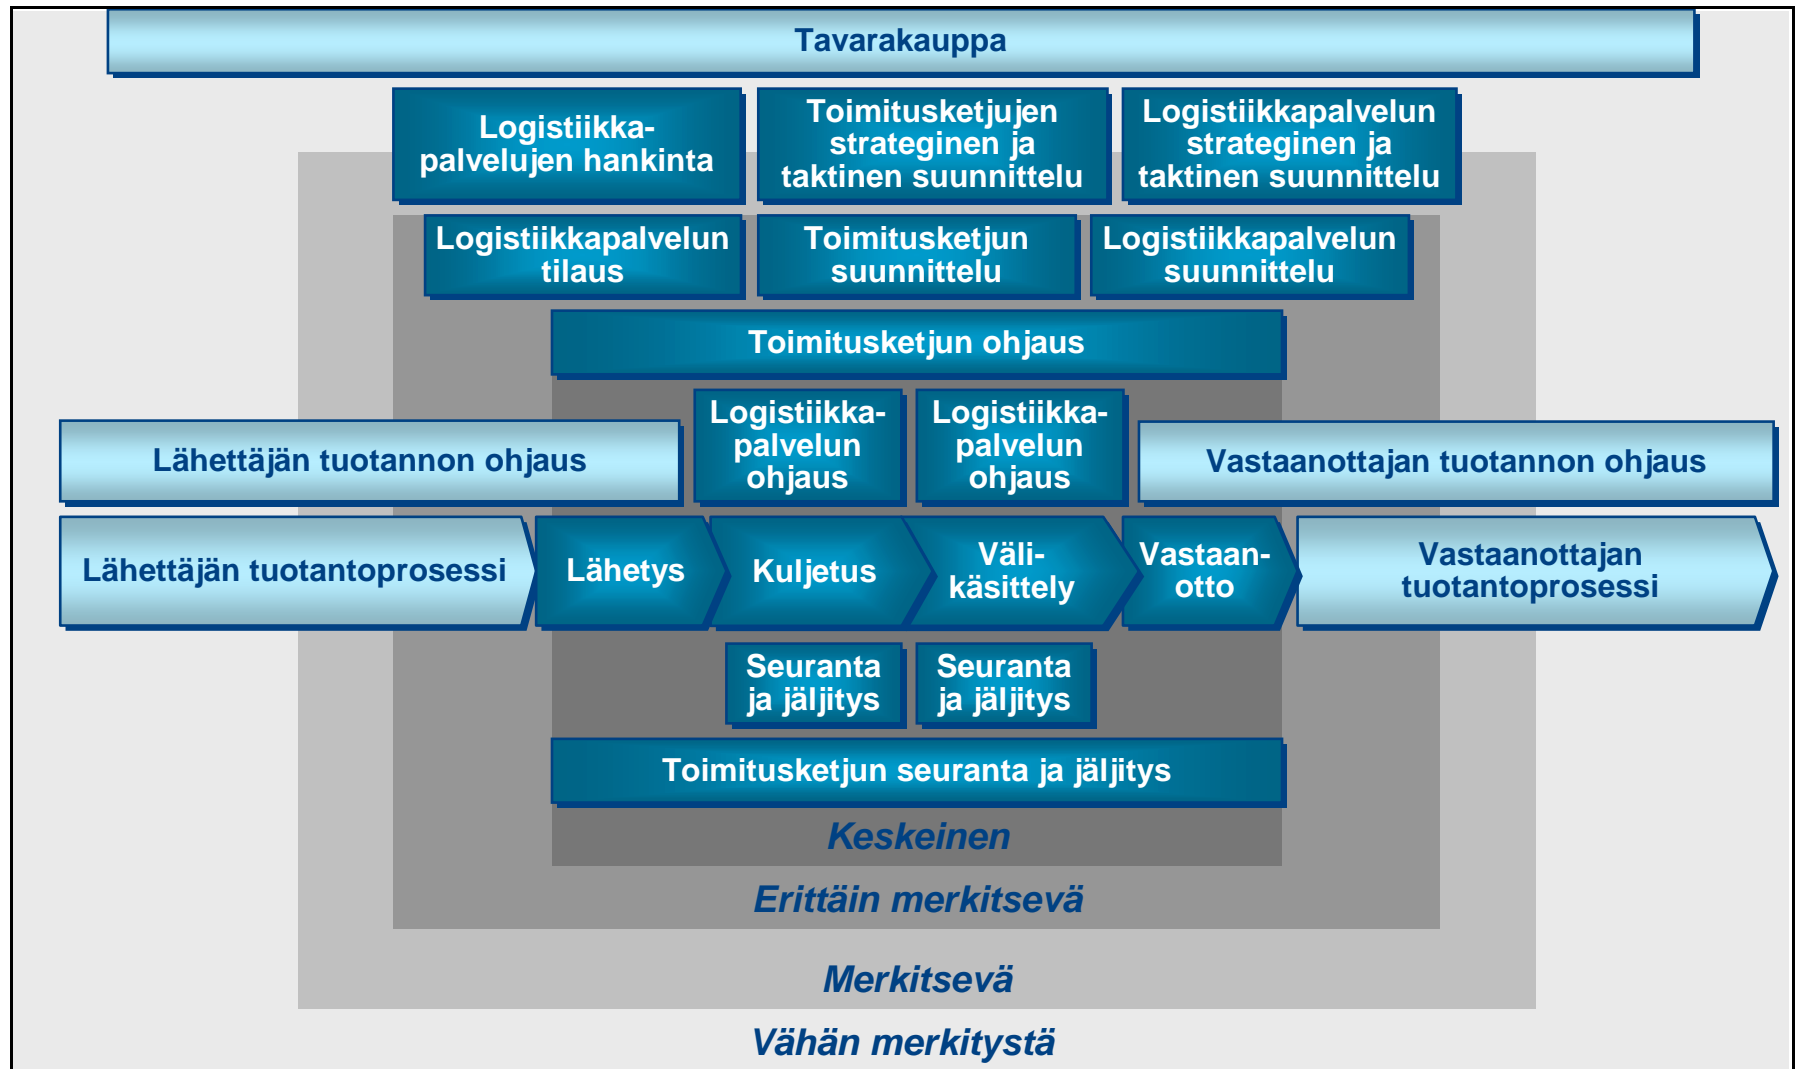 Tavarakauppa
Logistiikka-
palvelujen hankinta
Toimitusketjujen
strateginen ja
taktinen suunnittelu
Logistiikkapalvelun
strateginen ja
taktinen suunnittelu
Logistiikkapalvelun
tilaus
Toimitusketjun
suunnittelu
Logistiikkapalvelun
suunnittelu
Toimitusketjun ohjaus
Lähettäjän tuotannon ohjaus
Logistiikka-
palvelun
ohjaus
Logistiikka-
palvelun
ohjaus
Vastaanottajan tuotannon ohjaus
Lähettäjän tuotantoprosessi
Lähetys
Kuljetus
Väli-
käsittely
Vastaan-
otto
Vastaanottajan
tuotantoprosessi
Seuranta
ja jäljitys
Seuranta
ja jäljitys
Toimitusketjun seuranta ja jäljitys
Keskeinen
Erittäin merkitsevä
Merkitsevä
Vähän merkitystä